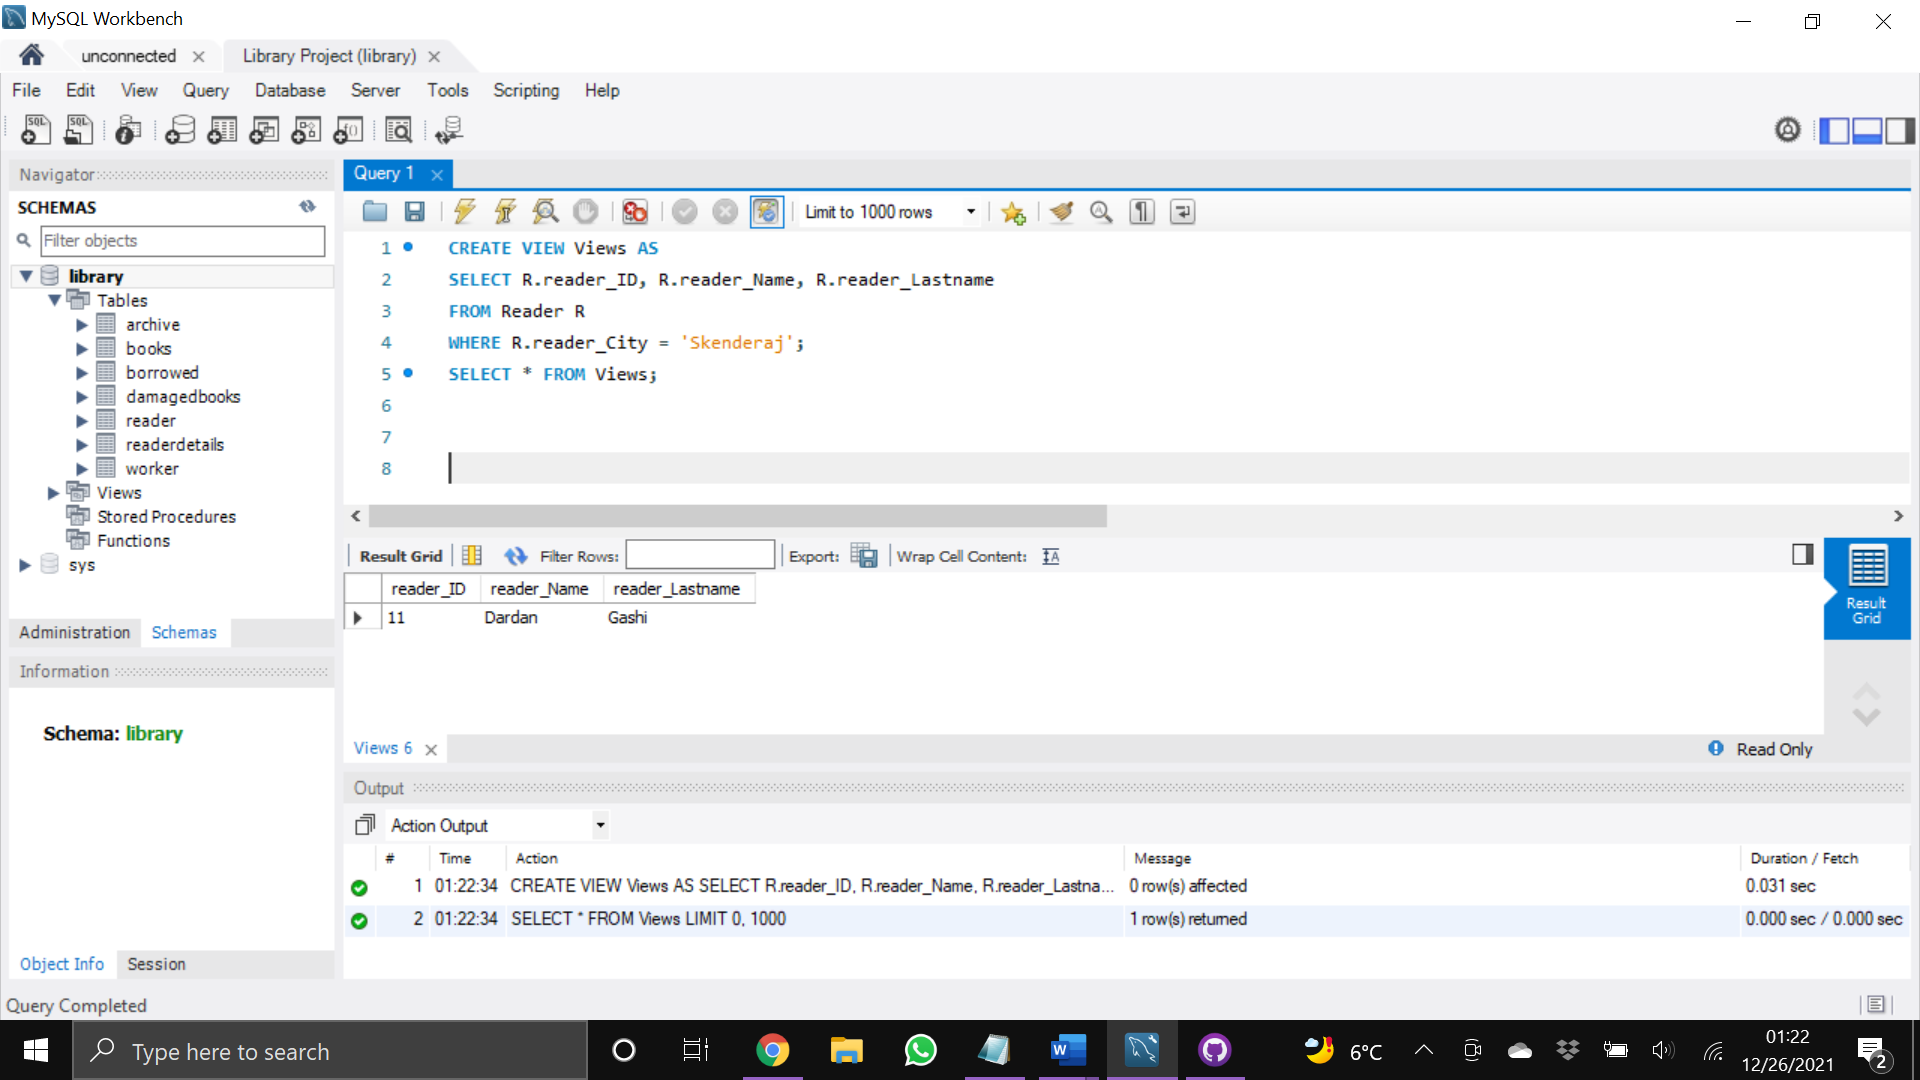 MySQL Workbench
unconnected
Library Project (library)
File Edit View Query Database Server Tools Scripting Help
Navigator
SCHEMAS
Filter objects
library
Tables
archive
books
borrowed
damagedbooks
reader
readerdetails
worker
Views
Stored Procedures
Functions
sys
Administration Schemas
Information
Schema: library
Object Info Session
Query 1
Limit to 1000 rows
1 CREATE VIEW Views AS
2 SELECT R.reader_ID, R.reader_Name, R.reader_Lastname
3 FROM Reader R
4 WHERE R.reader_City = 'Skenderaj';
5 SELECT * FROM Views;
6
7
8
Result Grid Filter Rows: Export: Wrap Cell Content:
reader_ID reader_Name reader_Lastname
11 Dardan Gashi
Result
Grid
Views 6 Read Only
Output
Action Output
# Time Action Message Duration / Fetch
1 01:22:34 CREATE VIEW Views AS SELECT R.reader_ID, R.reader_Name, R.reader_Lastna... 0 row(s) affected 0.031 sec
2 01:22:34 SELECT * FROM Views LIMIT 0, 1000 1 row(s) returned 0.000 sec / 0.000 sec
Query Completed
Type here to search
6°C
01:22
12/26/2021
2